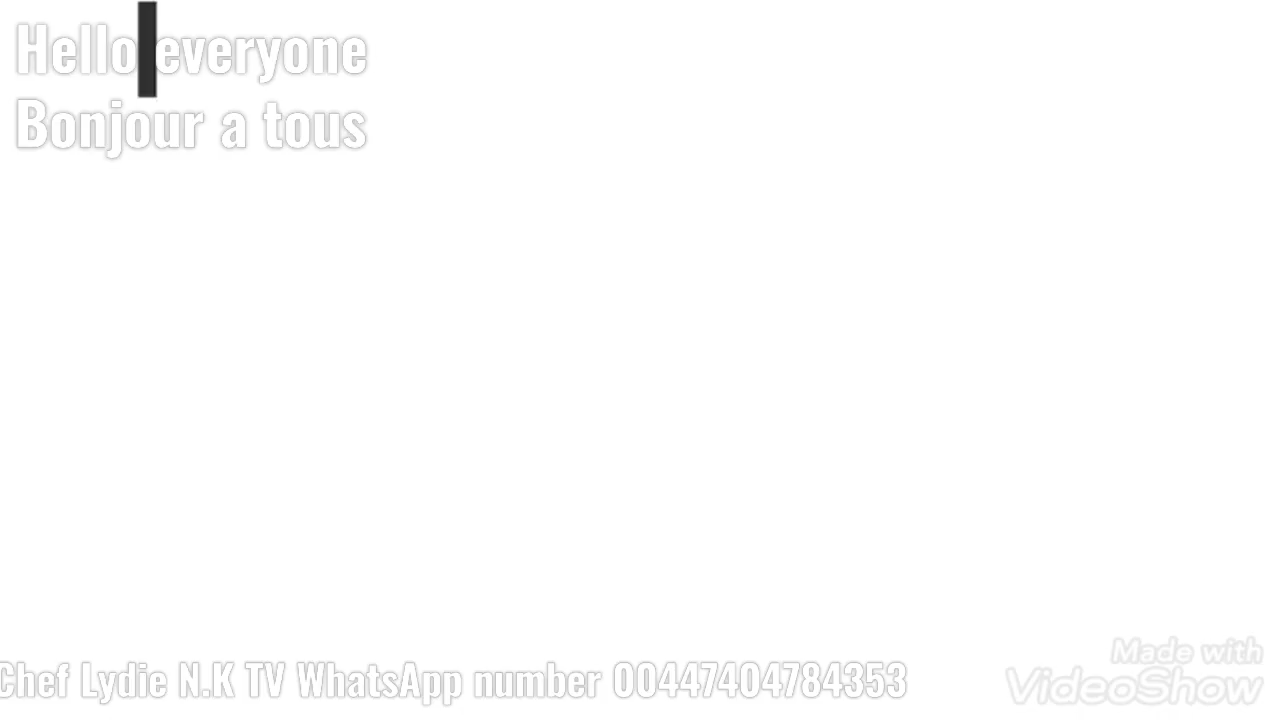 Hello everyone
Bonjour a tous
Chef Lydie N.K TV WhatsApp number 00447404784353
Made with
VideoShow